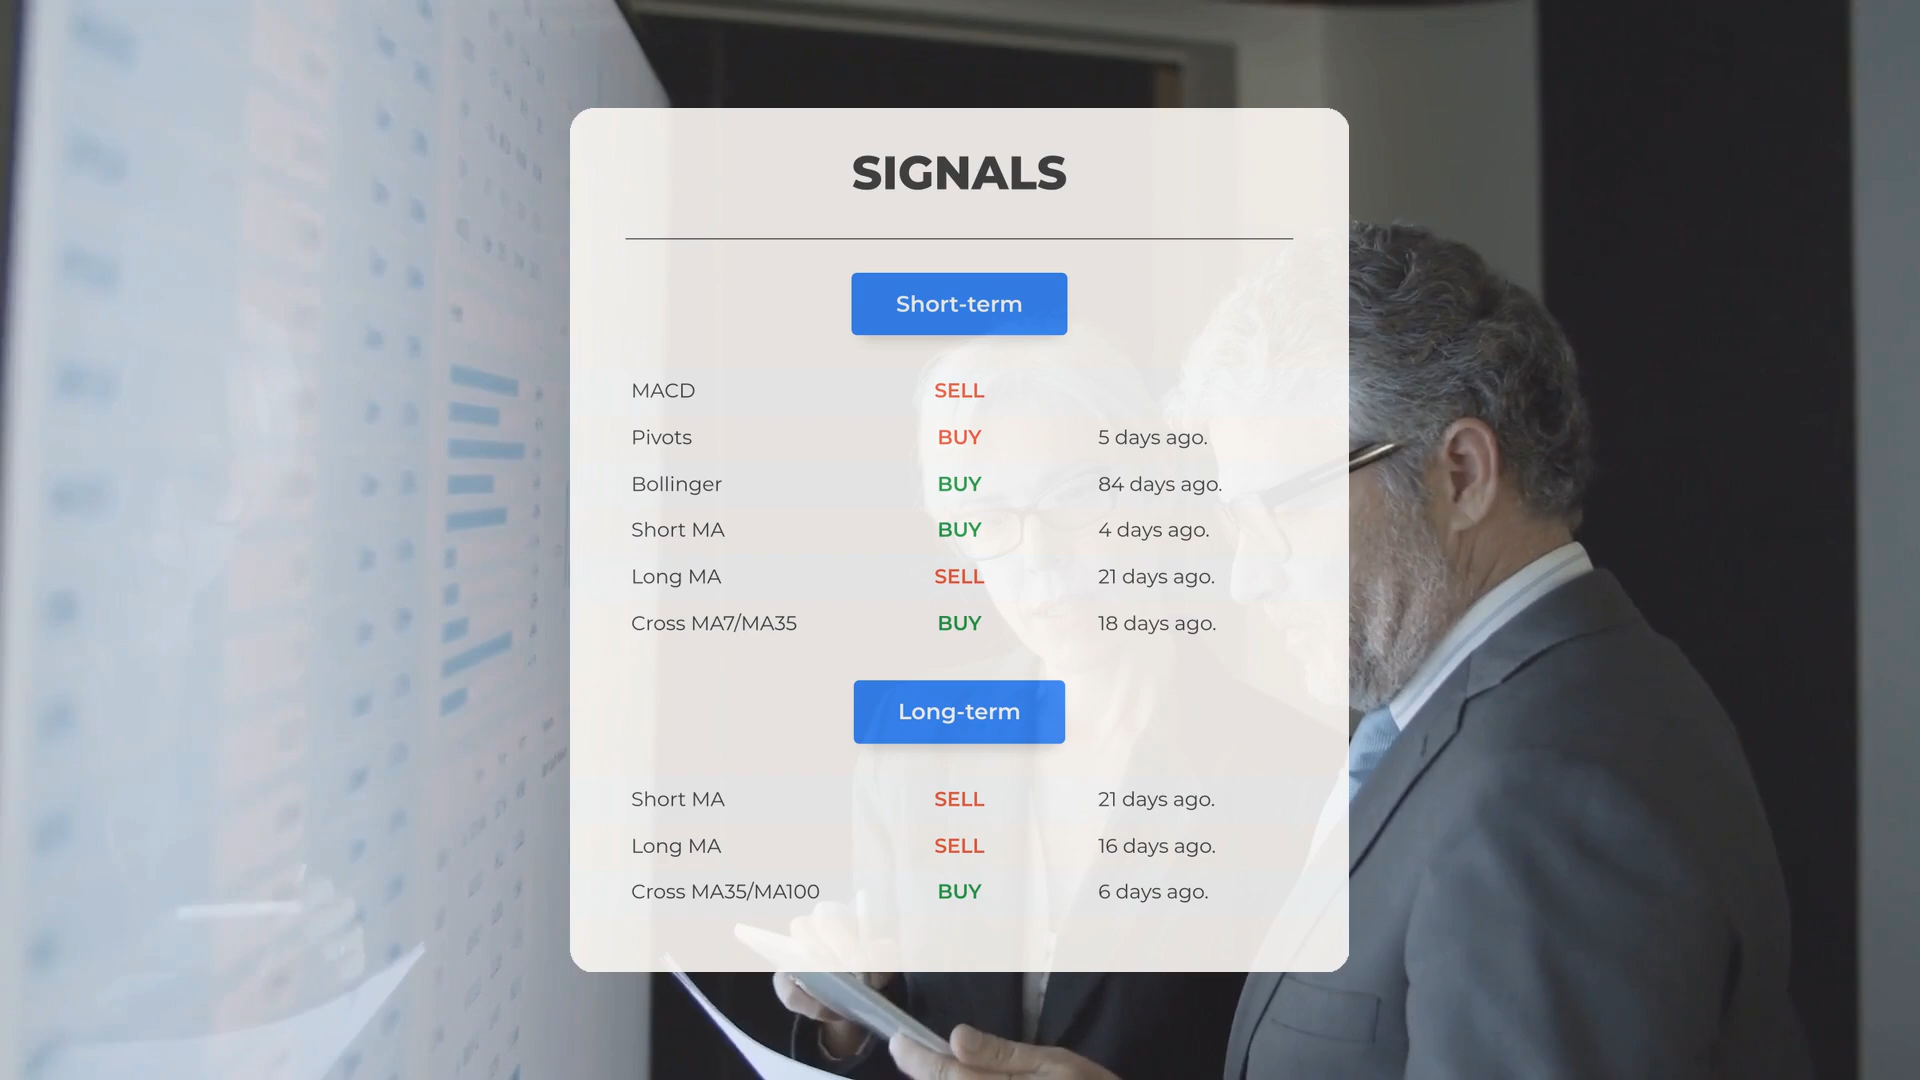 SIGNALS
Short-term
MACD SELL
Pivots BUY 5 days ago.
Bollinger BUY 84 days ago.
Short MA BUY 4 days ago.
Long MA SELL 21 days ago.
Cross MA7/MA35 BUY 18 days ago.
Long-term
Short MA SELL 21 days ago.
Long MA SELL 16 days ago.
Cross MA35/MA100 BUY 6 days ago.